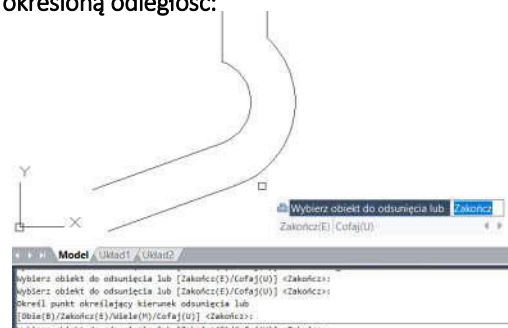 określoną odległość:
Y
X
Wybierz obiekt do odsunięcia lub Zakończ
Zakończ(E) Cofaj(U)
Model Układ1 Układ2
Wybierz obiekt do odsunięcia lub [Zakończ(E)/Cofaj(U)] <Zakończ>:
Wybierz obiekt do odsunięcia lub [Zakończ(E)/Cofaj(U)] <Zakończ>:
Określ punkt określający kierunek odsunięcia lub
[Obie(B)/Zakończ(E)/Wiele(M)/Cofaj(U)] <Zakończ>: